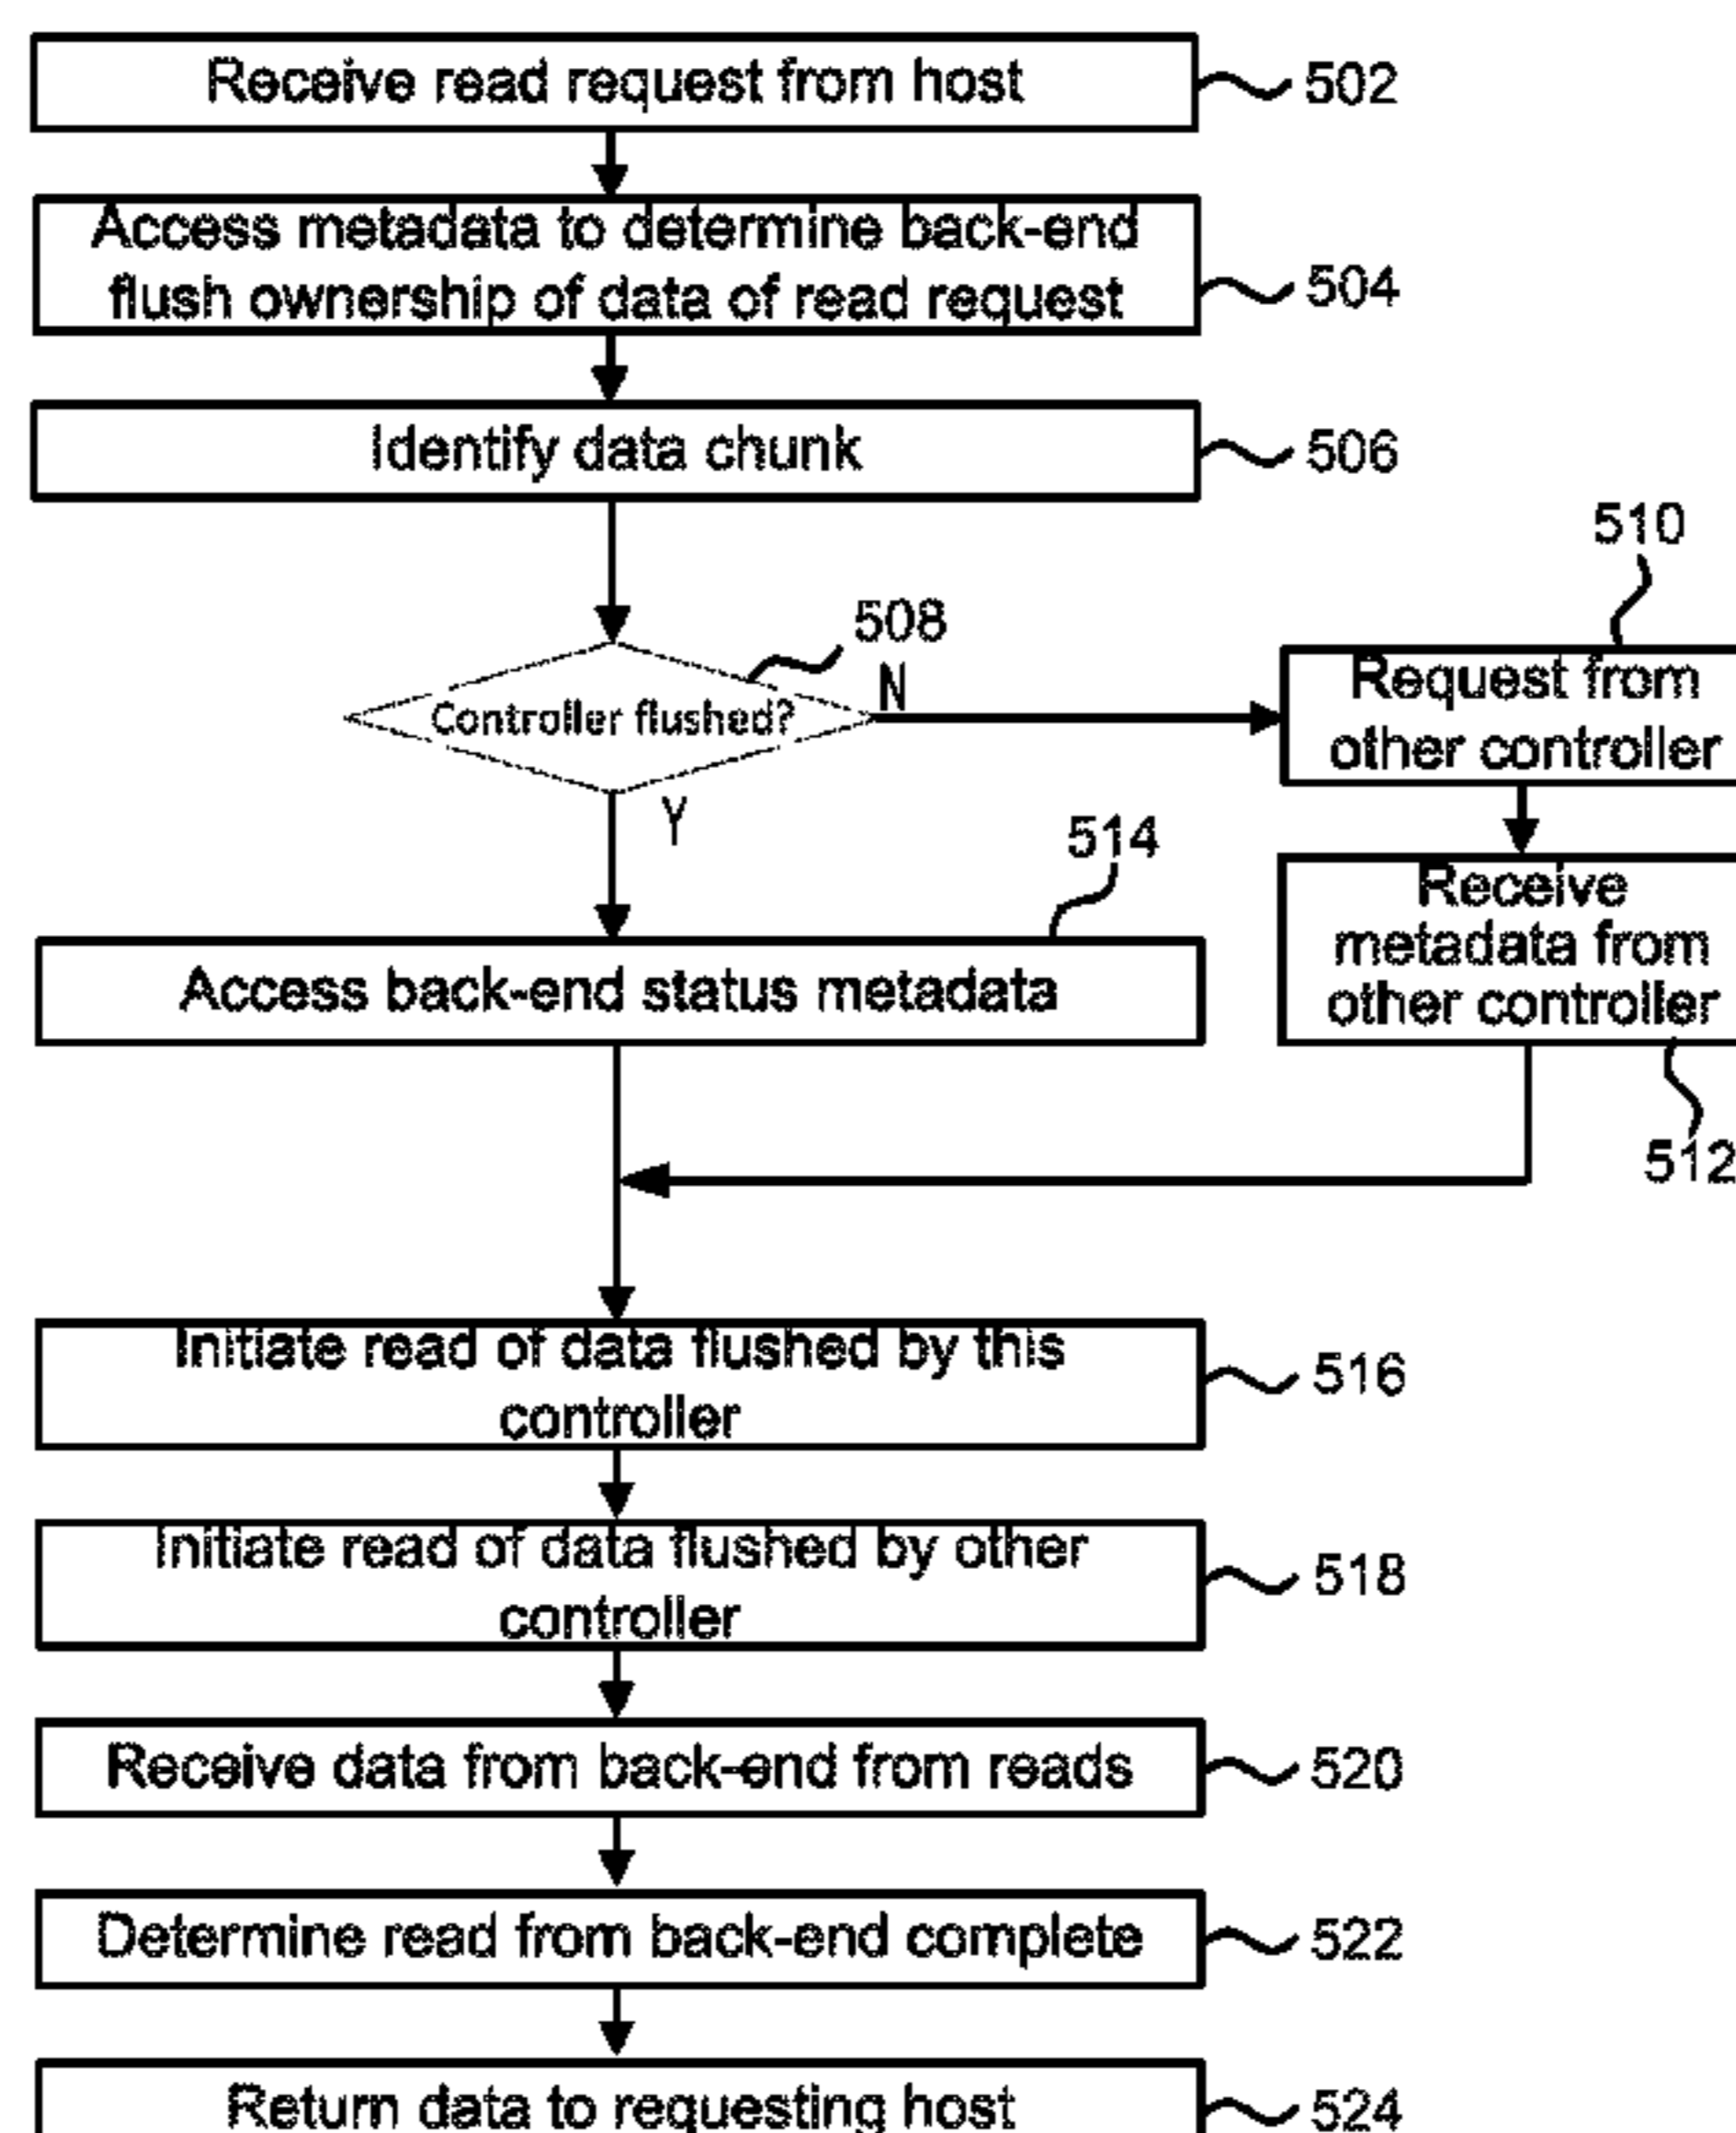 Receive read request from host
502
Access metadata to determine back-end
flush ownership of data of read request
504
Identify data chunk
506
508
Controller flushed?
N
Y
510
Request from
other controller
Receive
metadata from
other controller
512
514
Access back-end status metadata
Initiate read of data flushed by this
controller
516
Initiate read of data flushed by other
controller
518
Receive data from back-end from reads
520
Determine read from back-end complete
522
Return data to requesting host
524